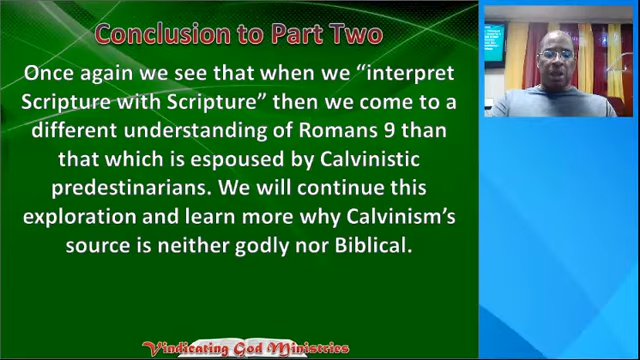 Conclusion to Part Two
Once again we see that when we “interpret
Scripture with Scripture” then we come to a
different understanding of Romans 9 than
that which is espoused by Calvinistic
predestinarians. We will continue this
exploration and learn more why Calvinism’s
source is neither godly nor Biblical.
Vindicating God Ministries